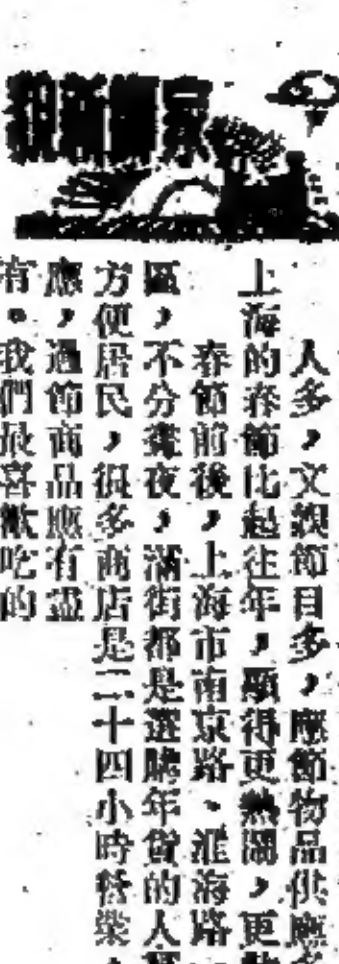 人多，文娛節目多，應節物品供應
上海的春節比起往年，顯得更熱鬧，更
春節前後，上海市南京路、淮海路
區，不分晝夜，滿街都是選購年貨的人
方便居民，很多商店是二十四小時營業，
應，過節商品應有盡
有。我們最喜歡吃的